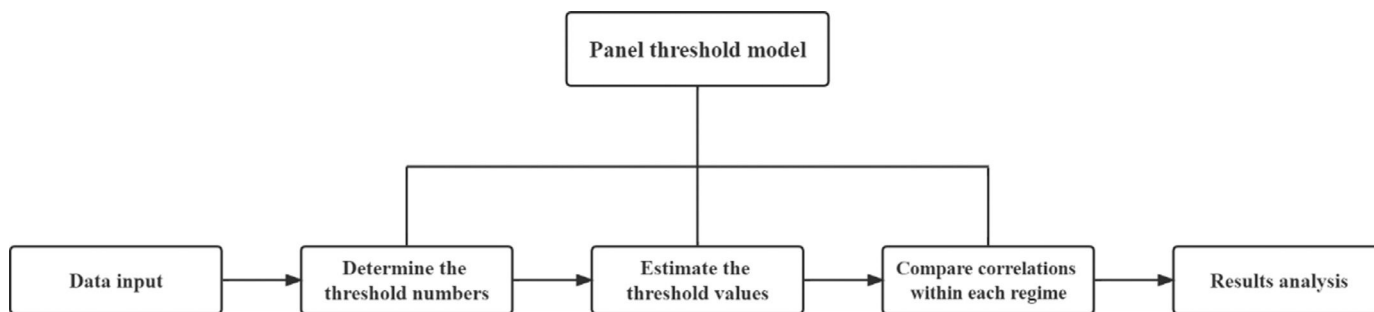 Panel threshold model
Data input
Determine the
threshold numbers
Estimate the
threshold values
Compare correlations
within each regime
Results analysis